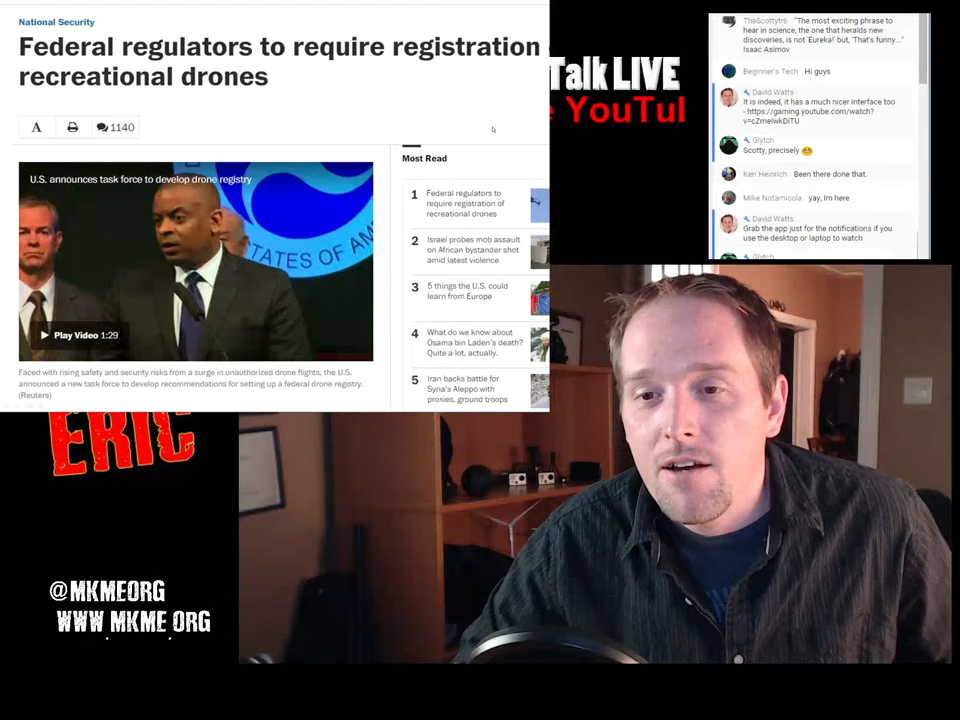 National Security
Federal regulators to require registration
recreational drones
A
1140
U.S. announces task force to develop drone registry
STATES OF AM
Play Video 1:29
Faced with rising safety and security risks from a surge in unauthorized drone flights, the U.S.
announced a new task force to develop recommendations for setting up a federal drone registry.
(Reuters)
Most Read
1 Federal regulators to
require registration of
recreational drones
2 Israel probes mob assault
on African bystander shot
amid latest violence
3 5 things the U.S. could
learn from Europe
4 What do we know about
Osama bin Laden's death?
Quite a lot, actually.
5 Iran backs battle for
Syria's Aleppo with
proxies, ground troops
Talk LIVE
YouTu
TheScottytr6 "The most exciting phrase to
hear in science, the one that heralds new
discoveries, is not 'Eureka!' but, 'That's funny..."
Isaac Asimov
Beginner's Tech Hi guys
David Watts
It is indeed, it has a much nicer interface too
- https://gaming.youtube.com/watch?
v=cZmeIwkDiTU
Glytch
Scotty, precisely
Ken Heinrich Been there done that.
Mike Notarnicola yay, Im here
David Watts
Grab the app just for the notifications if you
use the desktop or laptop to watch
Glytch
ERIC
@MKMEORG
WWW.MKME.ORG